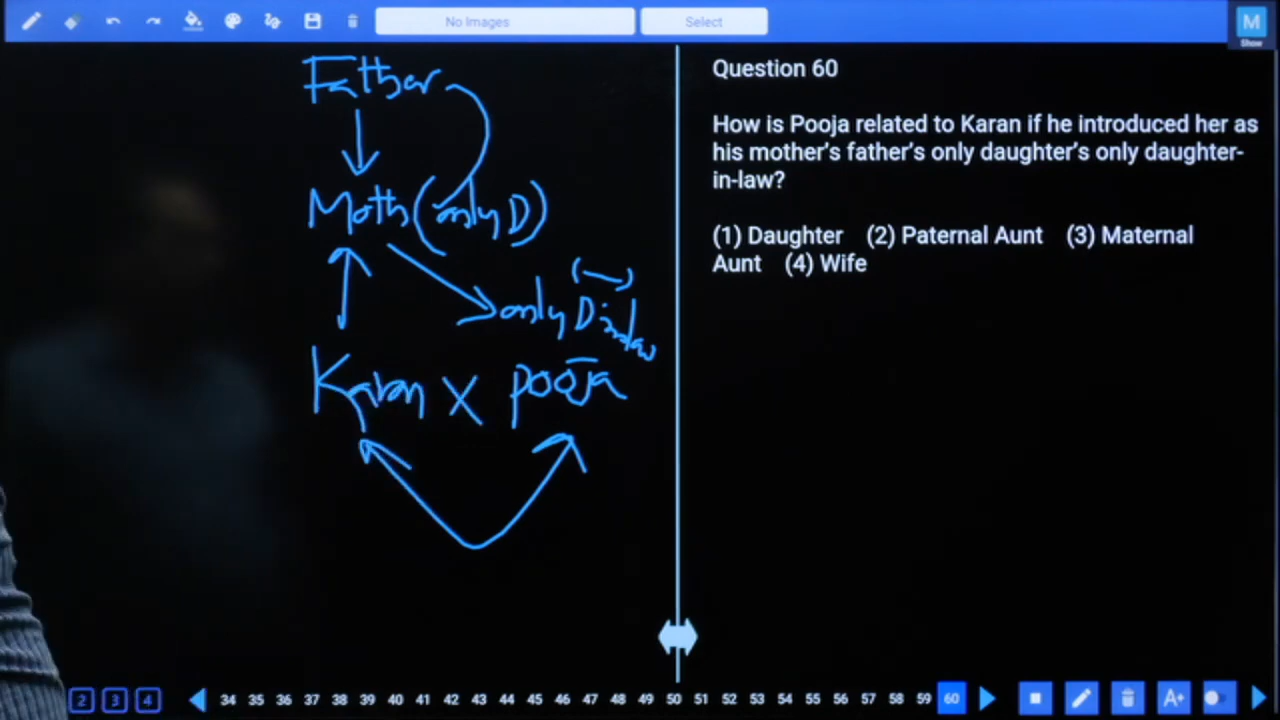 No Images
Select
M
Show
Father
Moth (only D)
only D inlaw
Karan X pooja
Question 60
How is Pooja related to Karan if he introduced her as
his mother's father's only daughter's only daughter-
in-law?
(1) Daughter (2) Paternal Aunt (3) Maternal
Aunt (4) Wife
2 3 4 34 35 36 37 38 39 40 41 42 43 44 45 46 47 48 49 50 51 52 53 54 55 56 57 58 59 60 A+